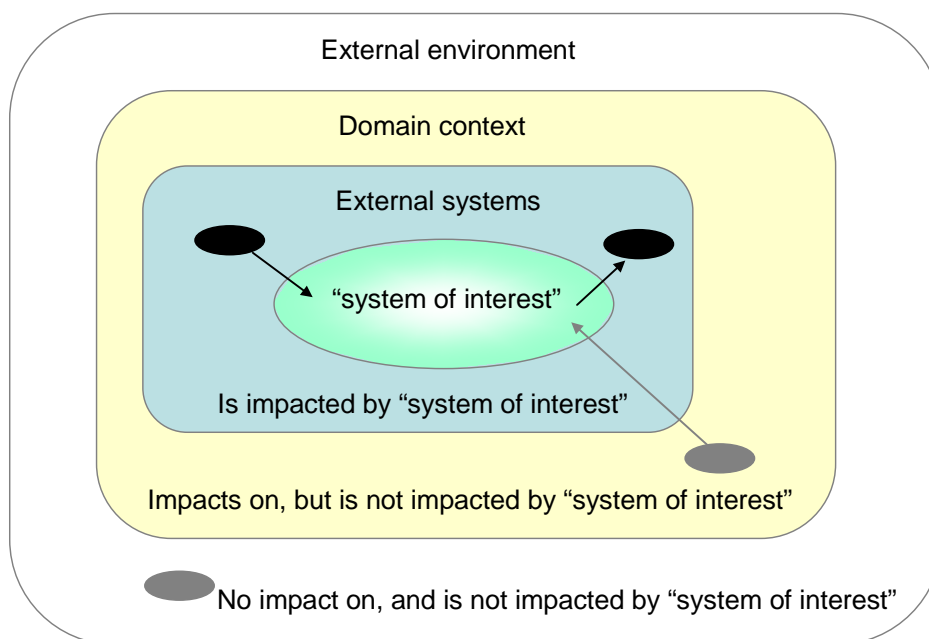 External environment
Domain context
External systems
“system of interest”
Is impacted by “system of interest”
Impacts on, but is not impacted by “system of interest”
No impact on, and is not impacted by “system of interest”